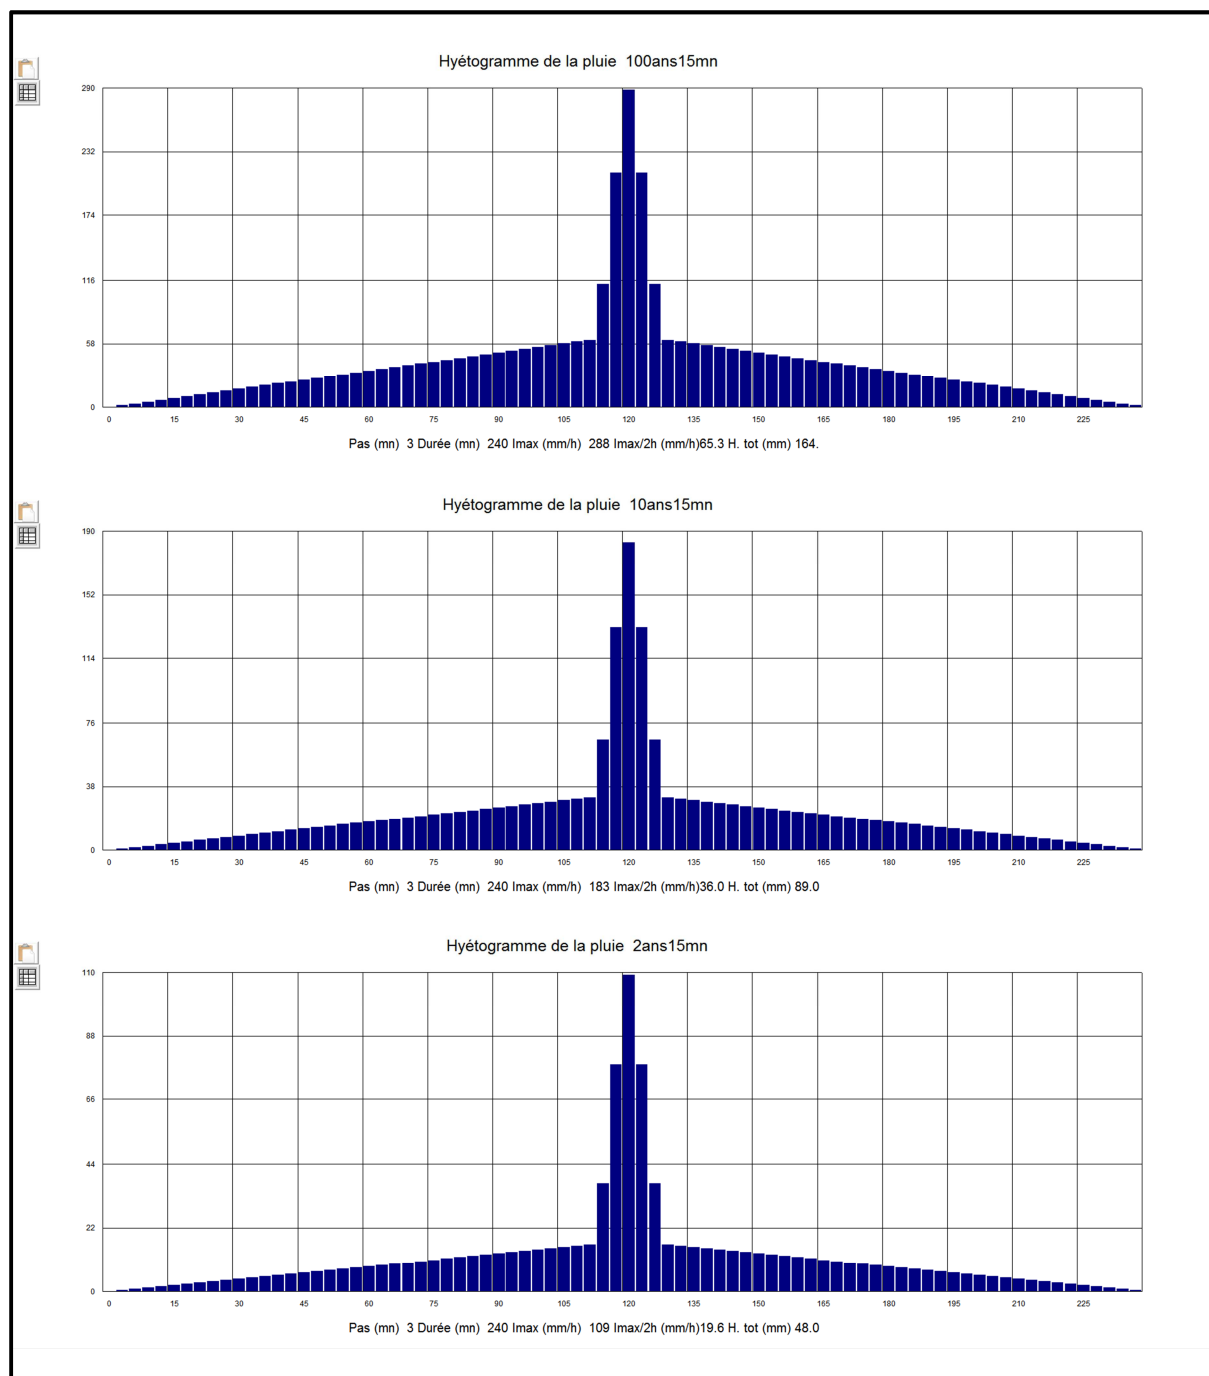 Hyétogramme de la pluie 100ans15mn
290
232
174
116
58
0
0 15 30 45 60 75 90 105 120 135 150 165 180 195 210 225
Pas (mn) 3 Durée (mn) 240 Imax (mm/h) 288 Imax/2h (mm/h)65.3 H. tot (mm) 164.
Hyétogramme de la pluie 10ans15mn
190
152
114
76
38
0
0 15 30 45 60 75 90 105 120 135 150 165 180 195 210 225
Pas (mn) 3 Durée (mn) 240 Imax (mm/h) 183 Imax/2h (mm/h)36.0 H. tot (mm) 89.0
Hyétogramme de la pluie 2ans15mn
110
88
66
44
22
0
0 15 30 45 60 75 90 105 120 135 150 165 180 195 210 225
Pas (mn) 3 Durée (mn) 240 Imax (mm/h) 109 Imax/2h (mm/h)19.6 H. tot (mm) 48.0